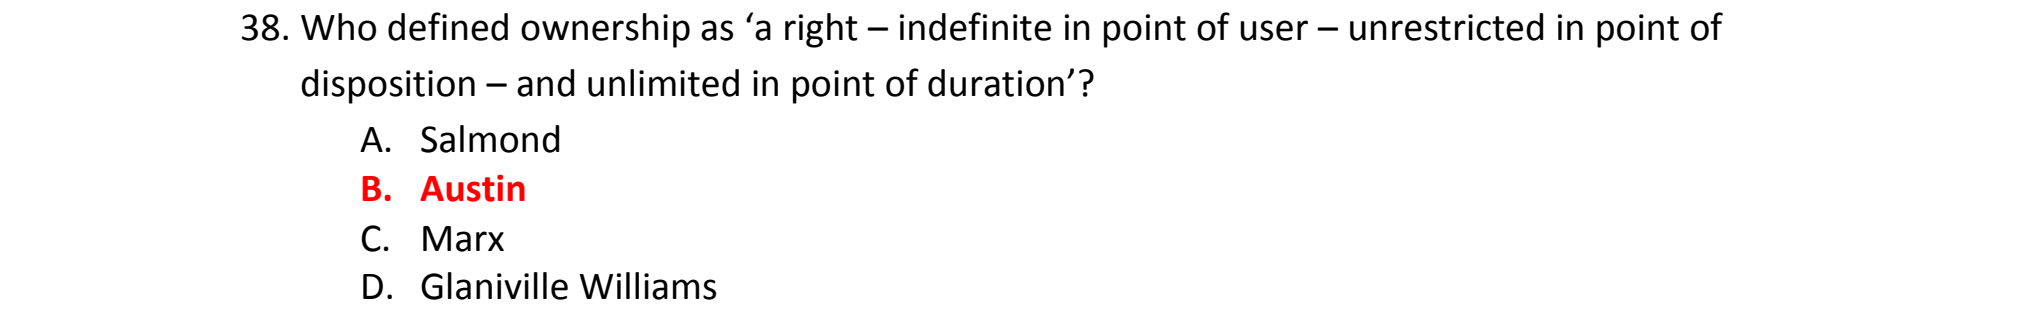 38. Who defined ownership as ‘a right – indefinite in point of user – unrestricted in point of
disposition – and unlimited in point of duration’?
A. Salmond
B. Austin
C. Marx
D. Glaniville Williams